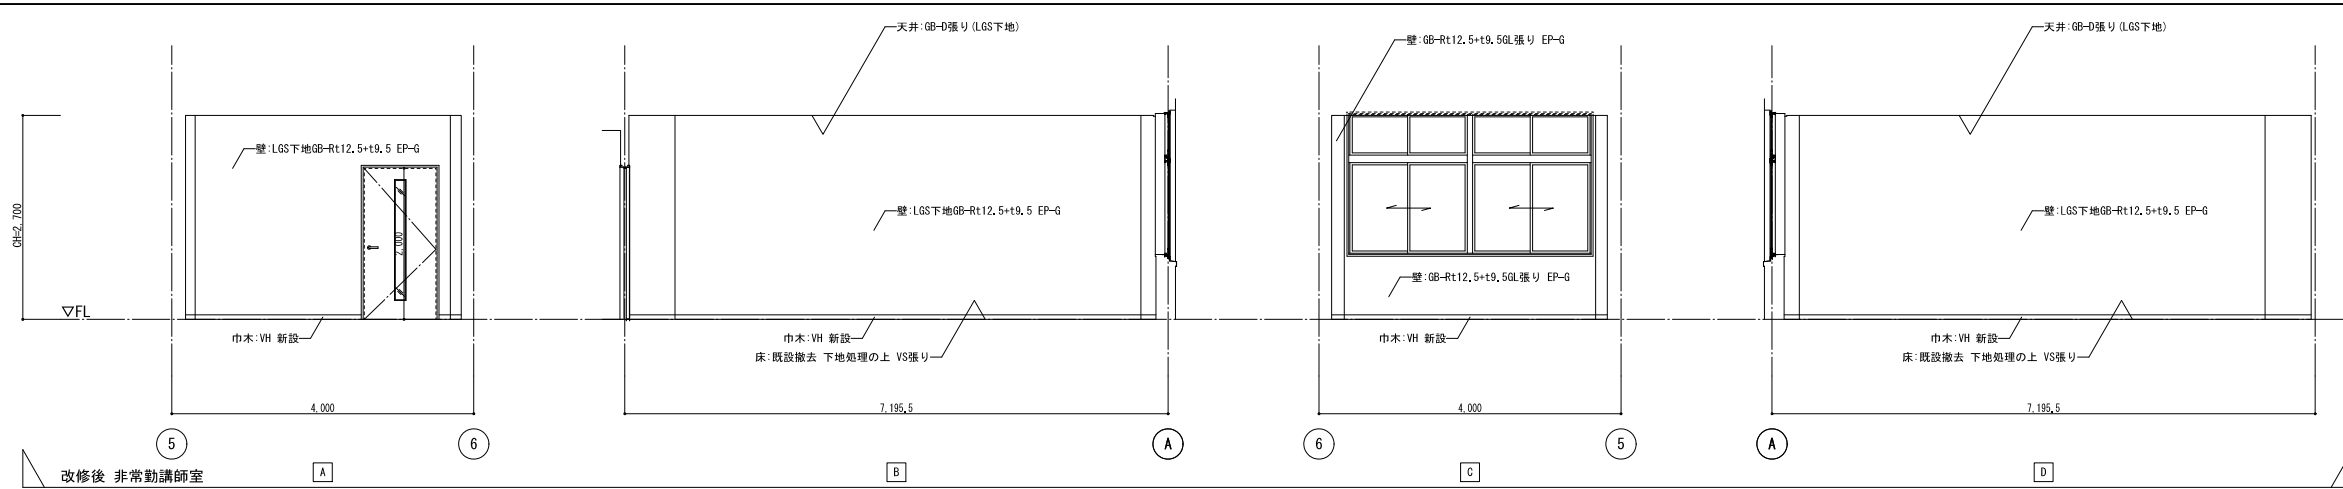 天井:GB-D張り(LGS下地)
壁:GB-Rt12.5+t9.5GL張り EP-G
天井:GB-D張り(LGS下地)
壁:LGS下地GB-Rt12.5+t9.5 EP-G
CH=2,700
2,000
壁:LGS下地GB-Rt12.5+t9.5 EP-G
壁:LGS下地GB-Rt12.5+t9.5 EP-G
壁:GB-Rt12.5+t9.5GL張り EP-G
▽FL
巾木:VH 新設
巾木:VH 新設
床:既設撤去 下地処理の上 VS張り
巾木:VH 新設
巾木:VH 新設
床:既設撤去 下地処理の上 VS張り
4,000
7,195.5
4,000
7,195.5
5
6
A
6
5
A
改修後 非常勤講師室
A
B
C
D